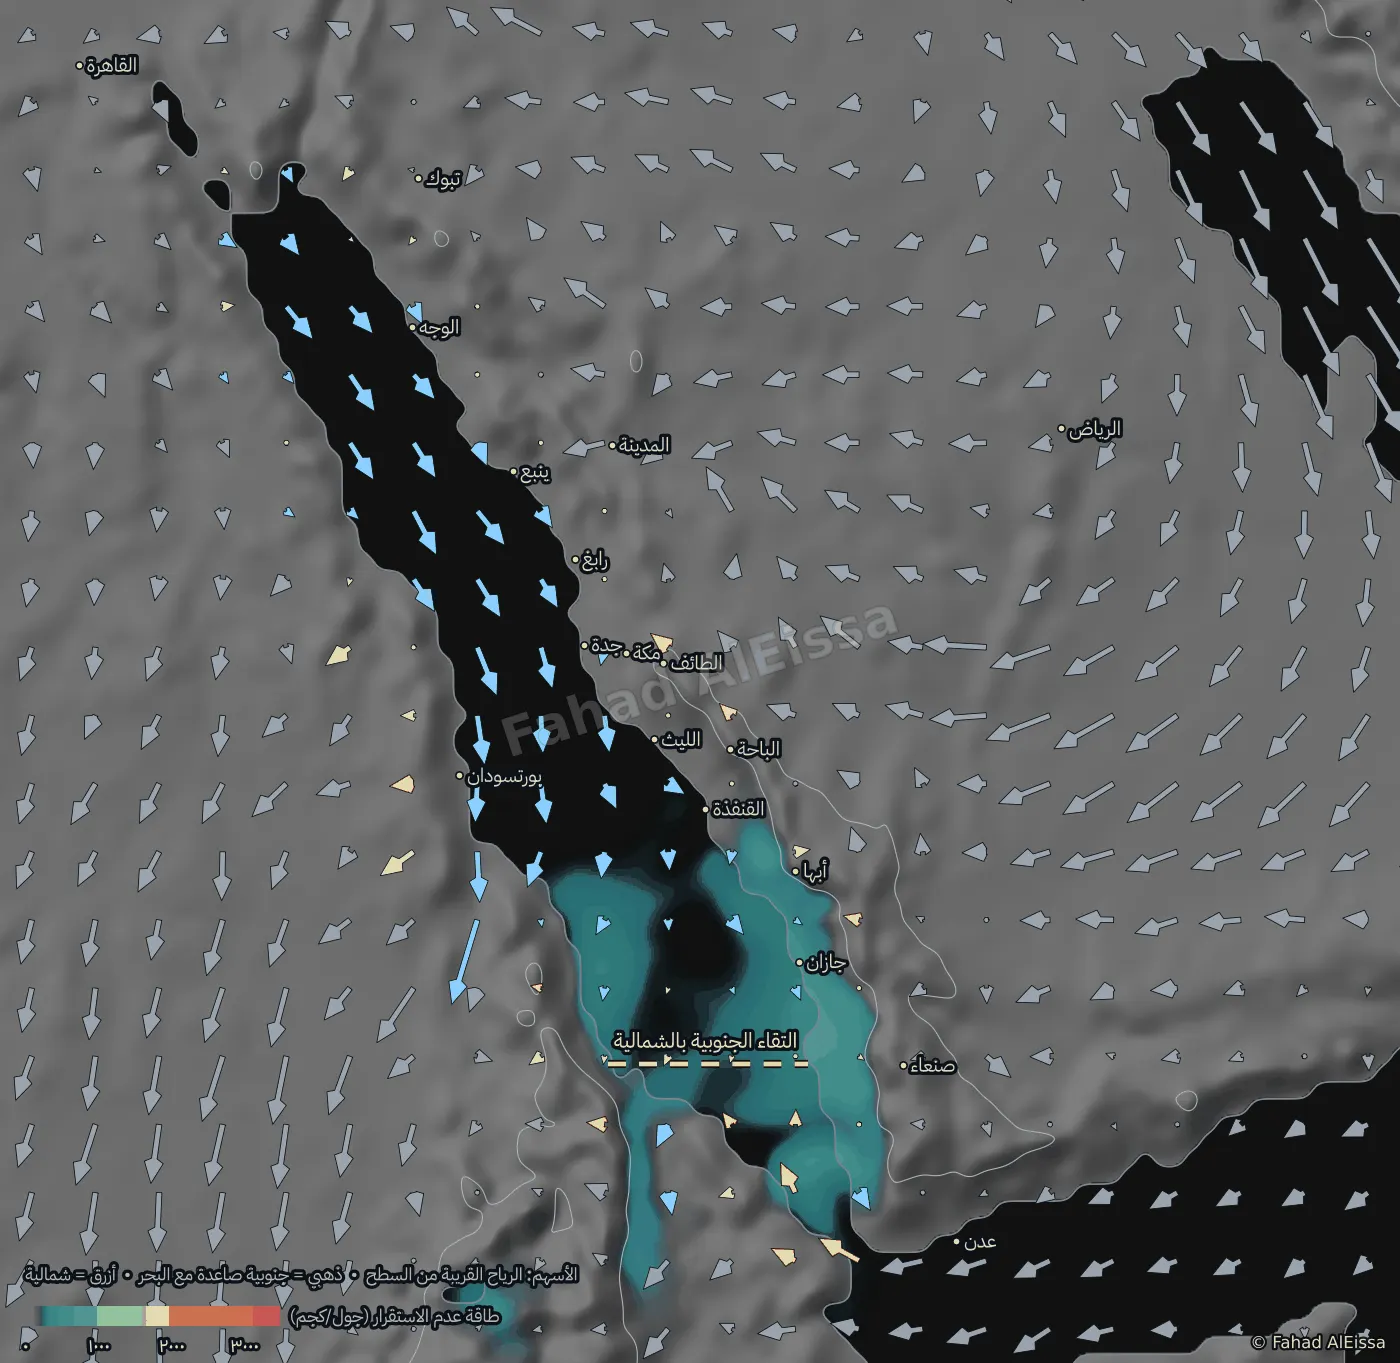 القاهرة
تبوك
الوجه
الرياض
المدينة
ينبع
رابغ
جدة
مكة
الطائف
Fahad AlEissa
الليث
الباحة
بورتسودان
القنفذة
أبها
جازان
التقاء الجنوبية بالشمالية
صنعاء
عدن
الأسهم: الرياح القريبة من السطح • ذهبي = جنوبية صاعدة مع البحر • أزرق = شمالية
طاقة عدم الاستقرار (جول/كجم)
٠ ١٠٠٠ ٢٠٠٠ ٣٠٠٠
© Fahad AlEissa